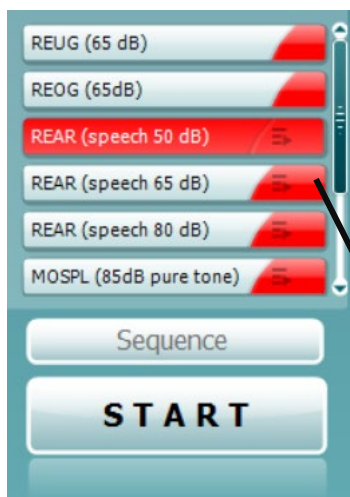 REUG (65 dB)
REOG (65dB)
REAR (speech 50 dB)
REAR (speech 65 dB)
REAR (speech 80 dB)
MOSPL (85dB pure tone)
Sequence
START